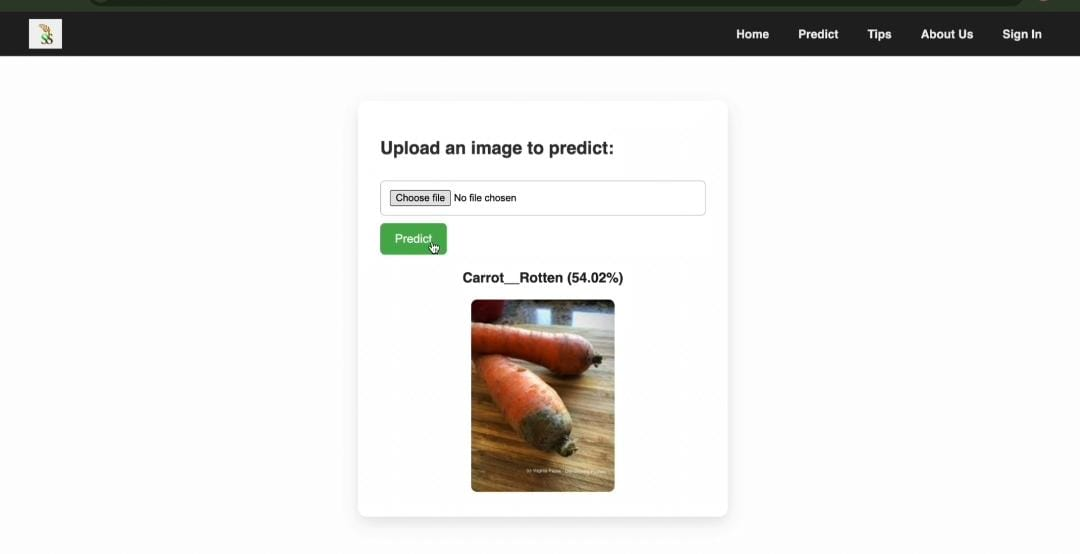 SS
Home Predict Tips About Us Sign In
Upload an image to predict:
Choose file No file chosen
Predict
Carrot__Rotten (54.02%)